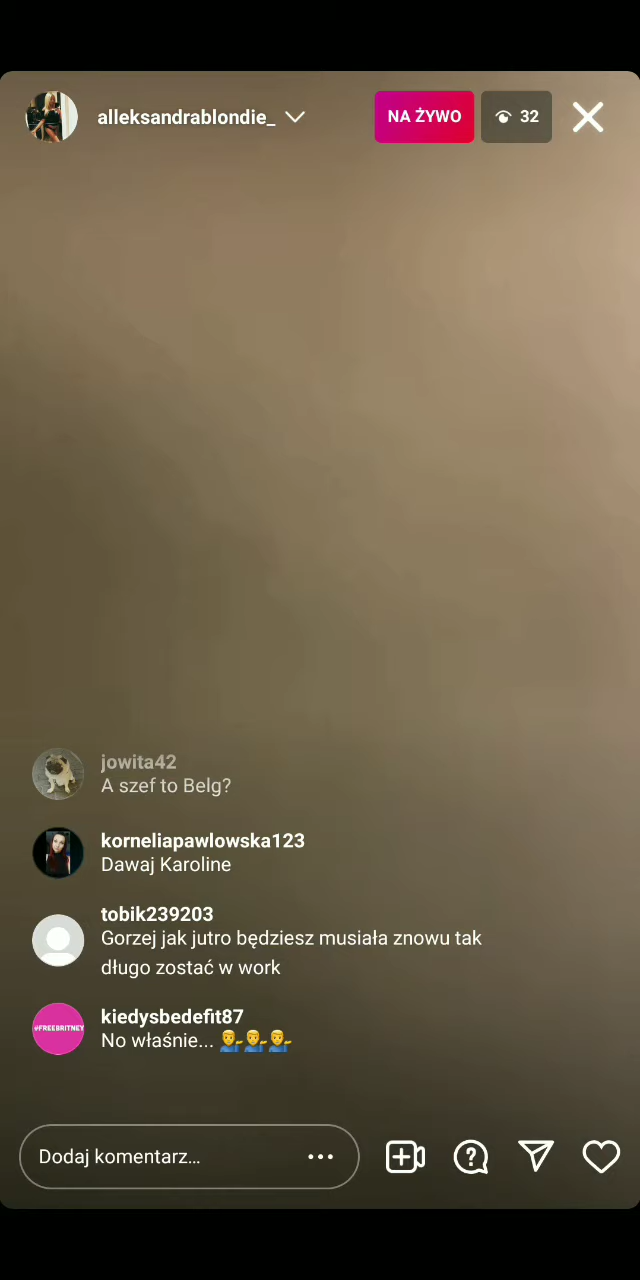 alleksandrablondie_
NA ŻYWO
32
jowita42
A szef to Belg?
korneliapawlowska123
Dawaj Karoline
tobik239203
Gorzej jak jutro będziesz musiała znowu tak
długo zostać w work
#FREEBRITNEY
kiedysbedefit87
No właśnie... 💁‍♂️💁‍♂️💁‍♂️
Dodaj komentarz...